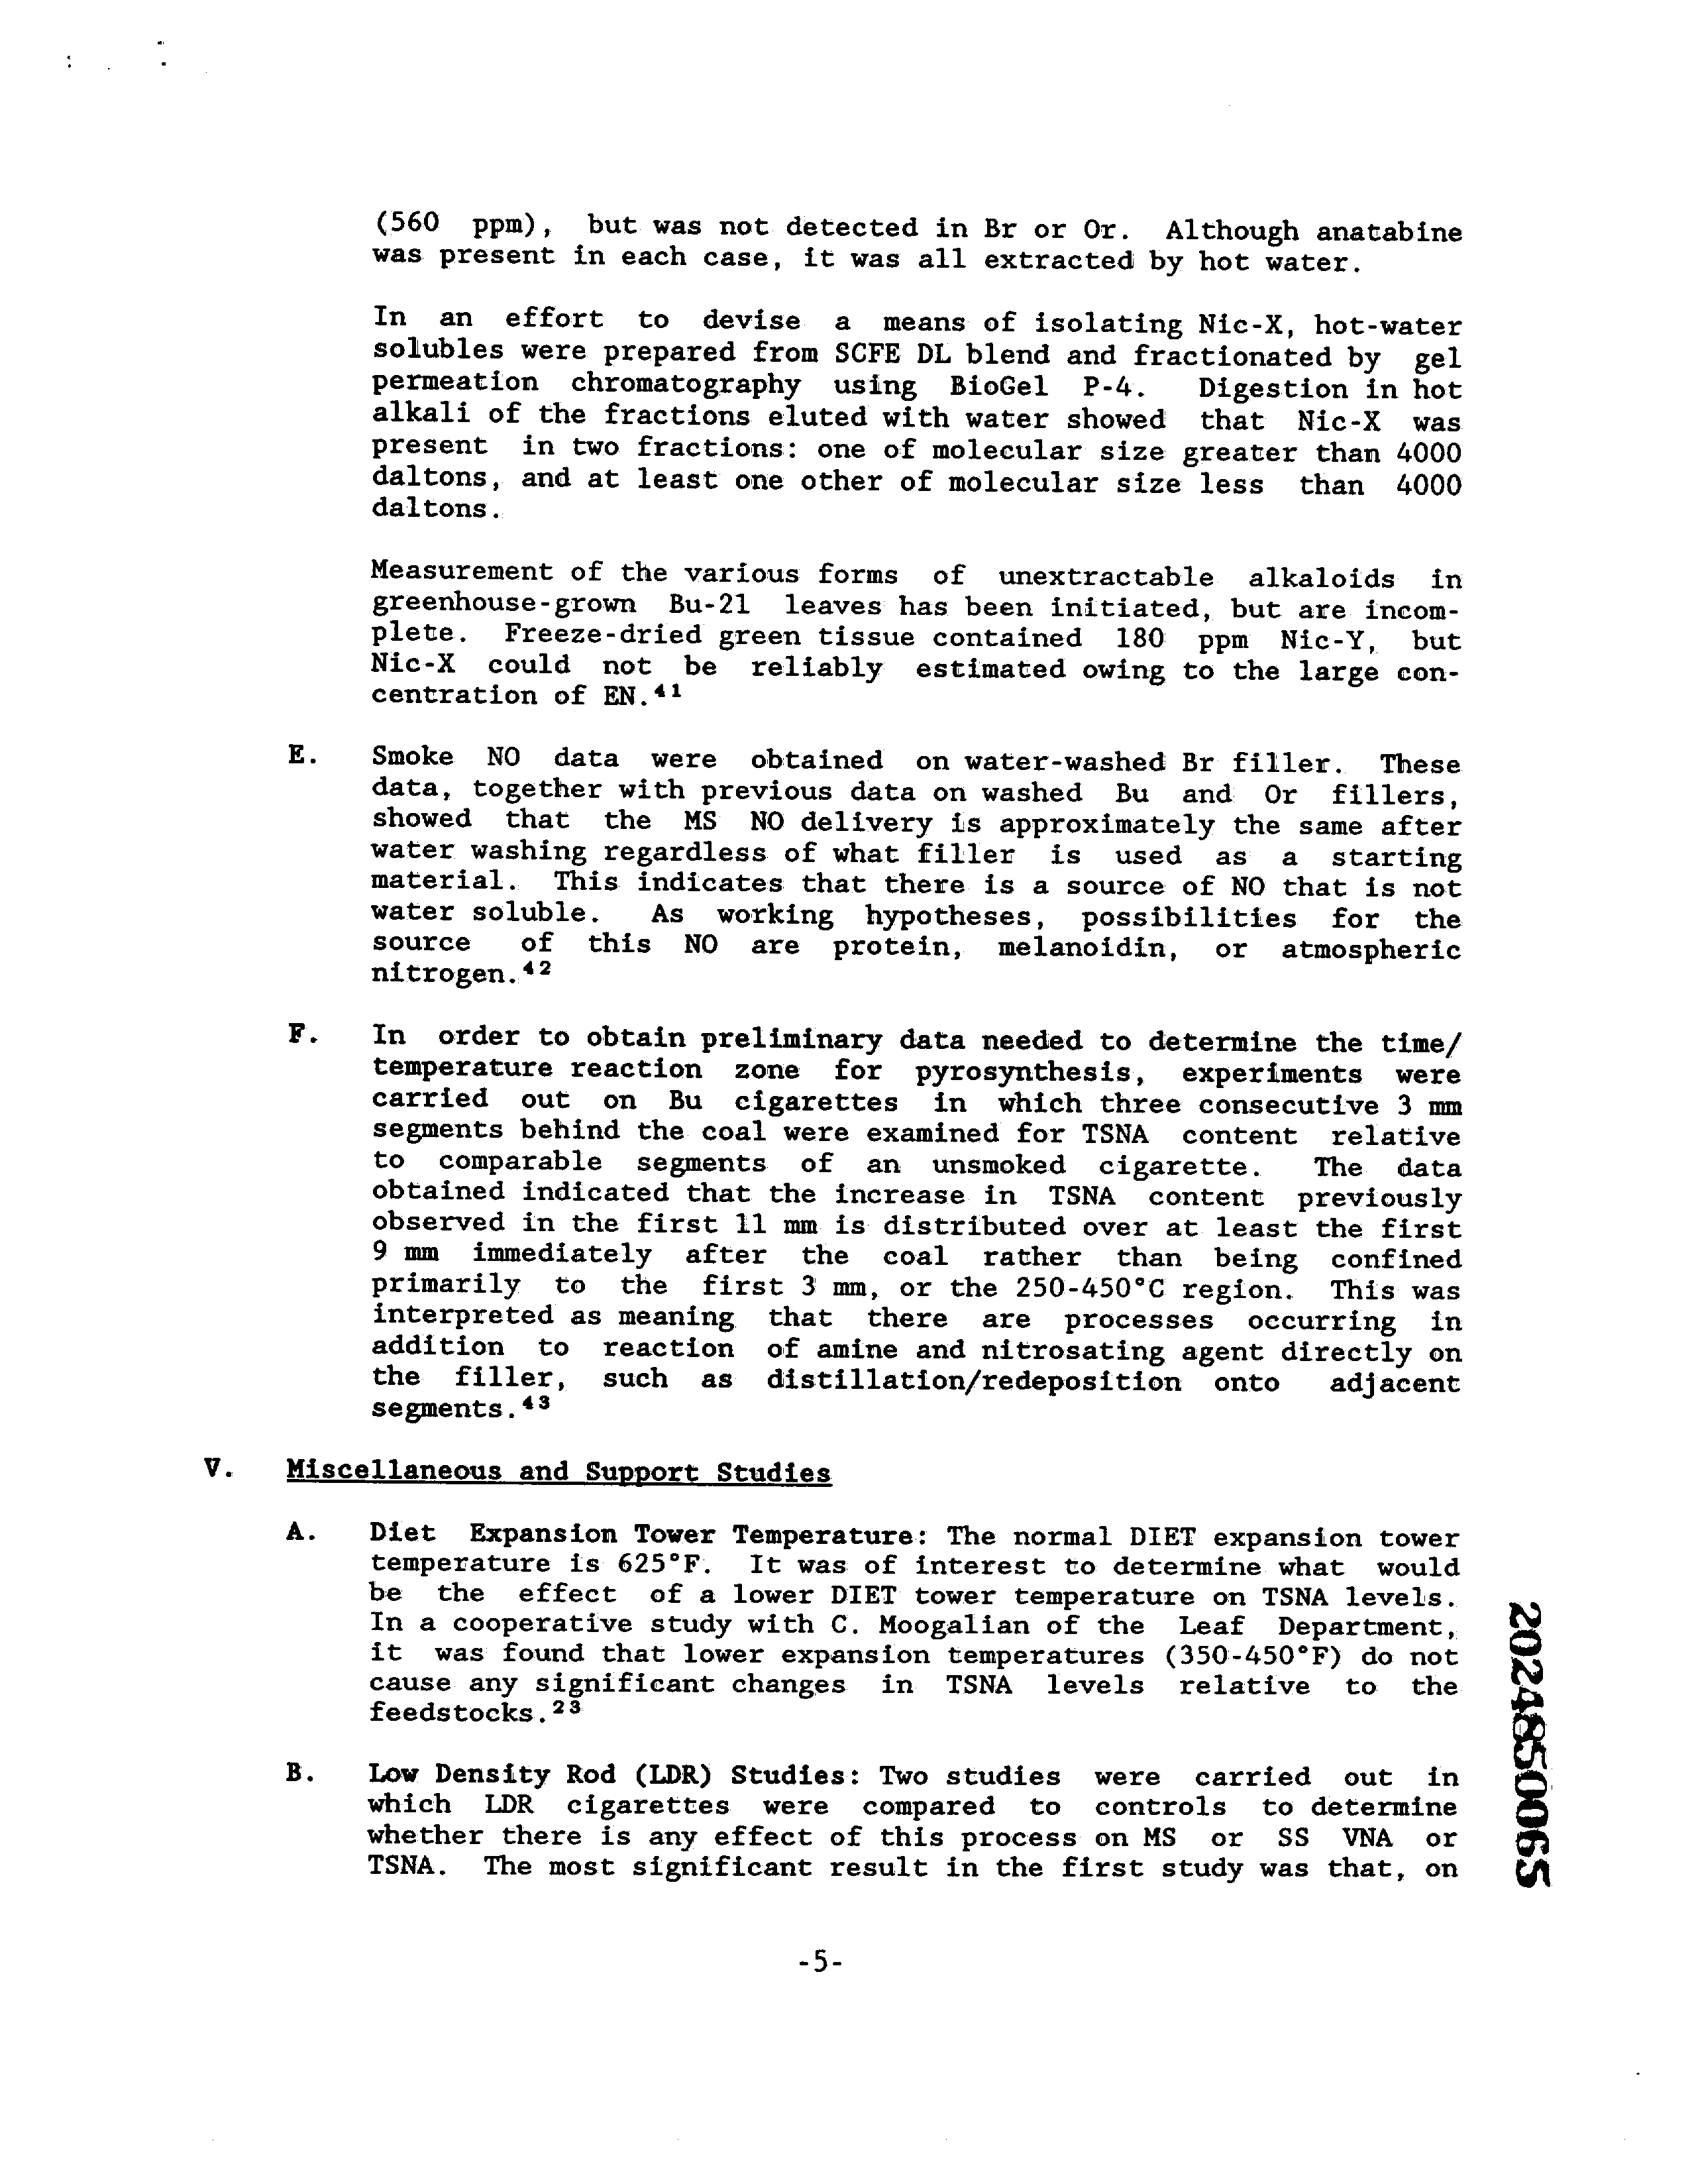 (560 ppm), but was not detected in Br or Or. Although anatabine
was present in each case, it was all extracted by hot water.
In an effort to devise a means of isolating Nic-X, hot-water
solubles were prepared from SCFE DL blend and fractionated by gel
permeation chromatography using BioGel P-4. Digestion in hot
alkali of the fractions eluted with water showed that Nic-X was
present in two fractions: one of molecular size greater than 4000
daltons, and at least one other of molecular size less than 4000
daltons.
Measurement of the various forms of unextractable alkaloids in
greenhouse-grown Bu-21 leaves has been initiated, but are incom-
plete. Freeze-dried green tissue contained 180 ppm Nic-Y, but
Nic-X could not be reliably estimated owing to the large con-
centration of EN.⁴¹
E. Smoke NO data were obtained on water-washed Br filler. These
data, together with previous data on washed Bu and Or fillers,
showed that the MS NO delivery is approximately the same after
water washing regardless of what filler is used as a starting
material. This indicates that there is a source of NO that is not
water soluble. As working hypotheses, possibilities for the
source of this NO are protein, melanoidin, or atmospheric
nitrogen.⁴²
F. In order to obtain preliminary data needed to determine the time/
temperature reaction zone for pyrosynthesis, experiments were
carried out on Bu cigarettes in which three consecutive 3 mm
segments behind the coal were examined for TSNA content relative
to comparable segments of an unsmoked cigarette. The data
obtained indicated that the increase in TSNA content previously
observed in the first 11 mm is distributed over at least the first
9 mm immediately after the coal rather than being confined
primarily to the first 3 mm, or the 250-450°C region. This was
interpreted as meaning that there are processes occurring in
addition to reaction of amine and nitrosating agent directly on
the filler, such as distillation/redeposition onto adjacent
segments.⁴³
V. Miscellaneous and Support Studies
A. Diet Expansion Tower Temperature: The normal DIET expansion tower
temperature is 625°F. It was of interest to determine what would
be the effect of a lower DIET tower temperature on TSNA levels.
In a cooperative study with C. Moogalian of the Leaf Department,
it was found that lower expansion temperatures (350-450°F) do not
cause any significant changes in TSNA levels relative to the
feedstocks.²³
B. Low Density Rod (LDR) Studies: Two studies were carried out in
which LDR cigarettes were compared to controls to determine
whether there is any effect of this process on MS or SS VNA or
TSNA. The most significant result in the first study was that, on
-5-
2024850065